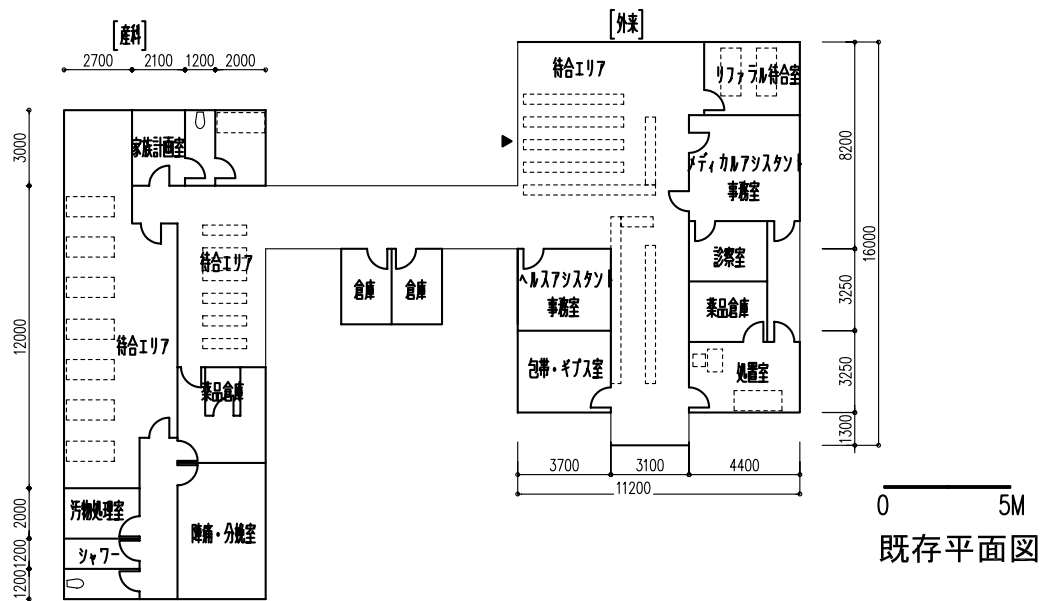 [産科]
[外来]
2700
2100
1200
2000
待合エリア
リファラル待合室
3000
家族計画室
8200
メディカルアシスタント
事務室
16000
待合エリア
診察室
倉庫
倉庫
ヘルスアシスタント
事務室
3250
薬品倉庫
12000
待合エリア
包帯・ギプス室
処置室
3250
薬品倉庫
1300
3700
3100
4400
11200
2000
汚物処理室
陣痛・分娩室
1200
シャワー
1200
0
5M
既存平面図